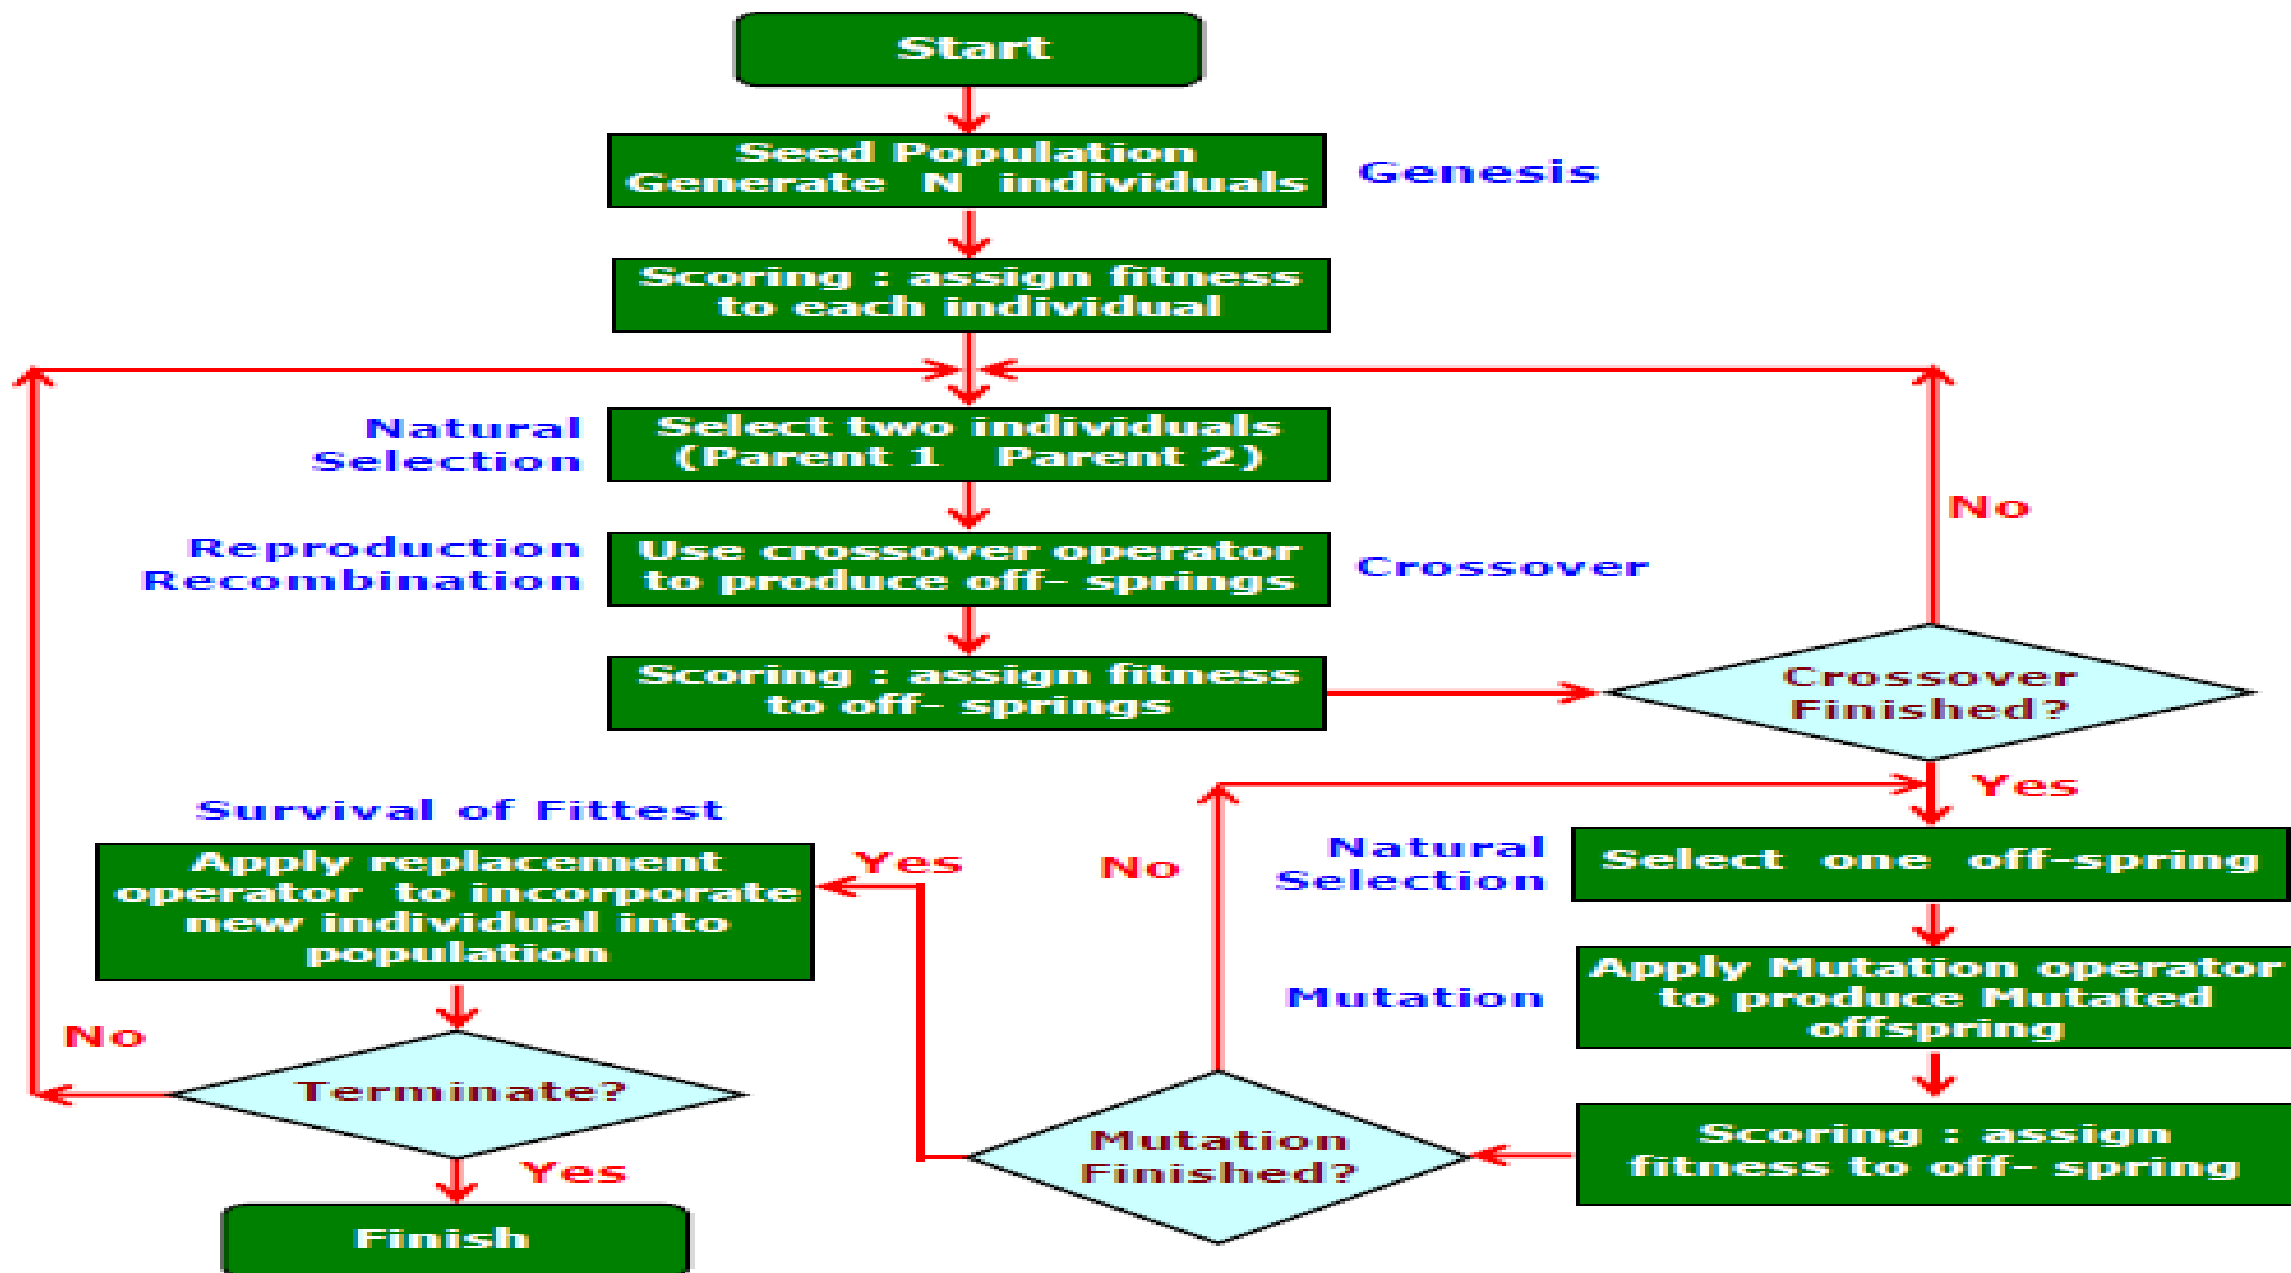 Start
Seed Population
Generate N individuals
Genesis
Scoring : assign fitness
to each individual
Natural
Selection
Select two individuals
(Parent 1 Parent 2)
No
Reproduction
Recombination
Use crossover operator
to produce off- springs
Crossover
Scoring : assign fitness
to off- springs
Crossover
Finished?
Yes
Survival of Fittest
Apply replacement
operator to incorporate
new individual into
population
Yes
No
Natural
Selection
Select one off-spring
Mutation
Apply Mutation operator
to produce Mutated
offspring
No
Terminate?
Mutation
Finished?
Scoring : assign
fitness to off- spring
Yes
Finish